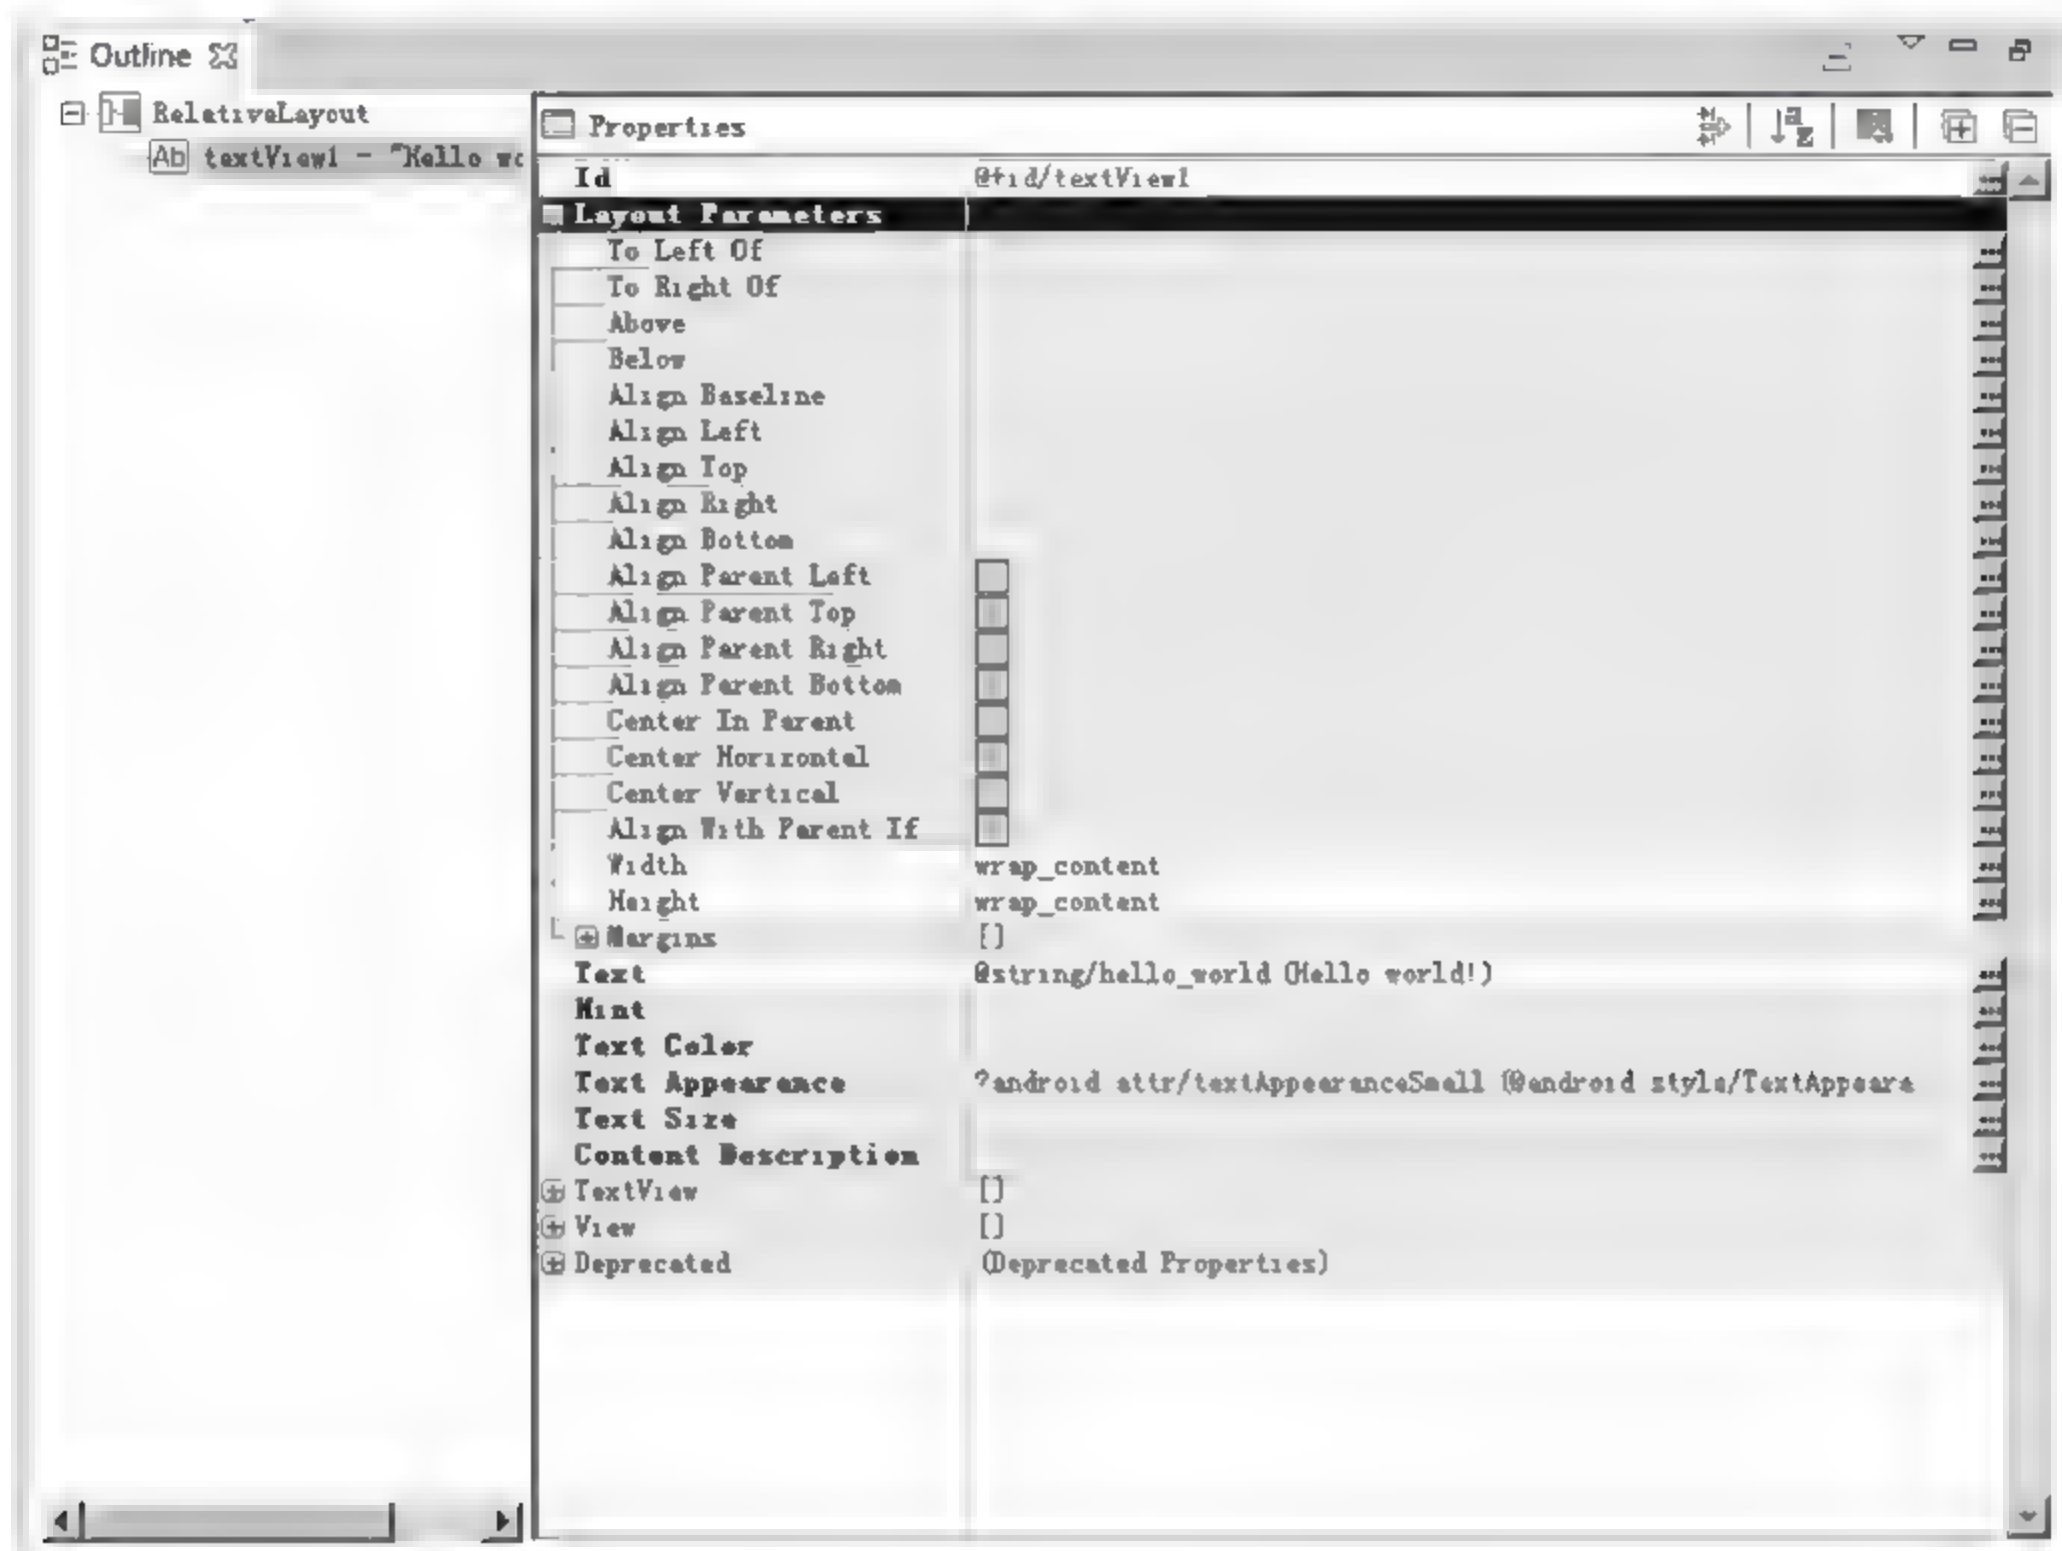 Outline
RelativeLayout
Ab textView1 - "Hello wo
Properties
Id @+id/textView1
Layout Parameters
To Left Of
To Right Of
Above
Below
Align Baseline
Align Left
Align Top
Align Right
Align Bottom
Align Parent Left
Align Parent Top
Align Parent Right
Align Parent Bottom
Center In Parent
Center Horizontal
Center Vertical
Align With Parent If
Width wrap_content
Height wrap_content
Margins []
Text @string/hello_world (Hello world!)
Hint
Text Color
Text Appearance ?android attr/textAppearanceSmall (@android style/TextAppeara
Text Size
Content Description
TextView []
View []
Deprecated (Deprecated Properties)